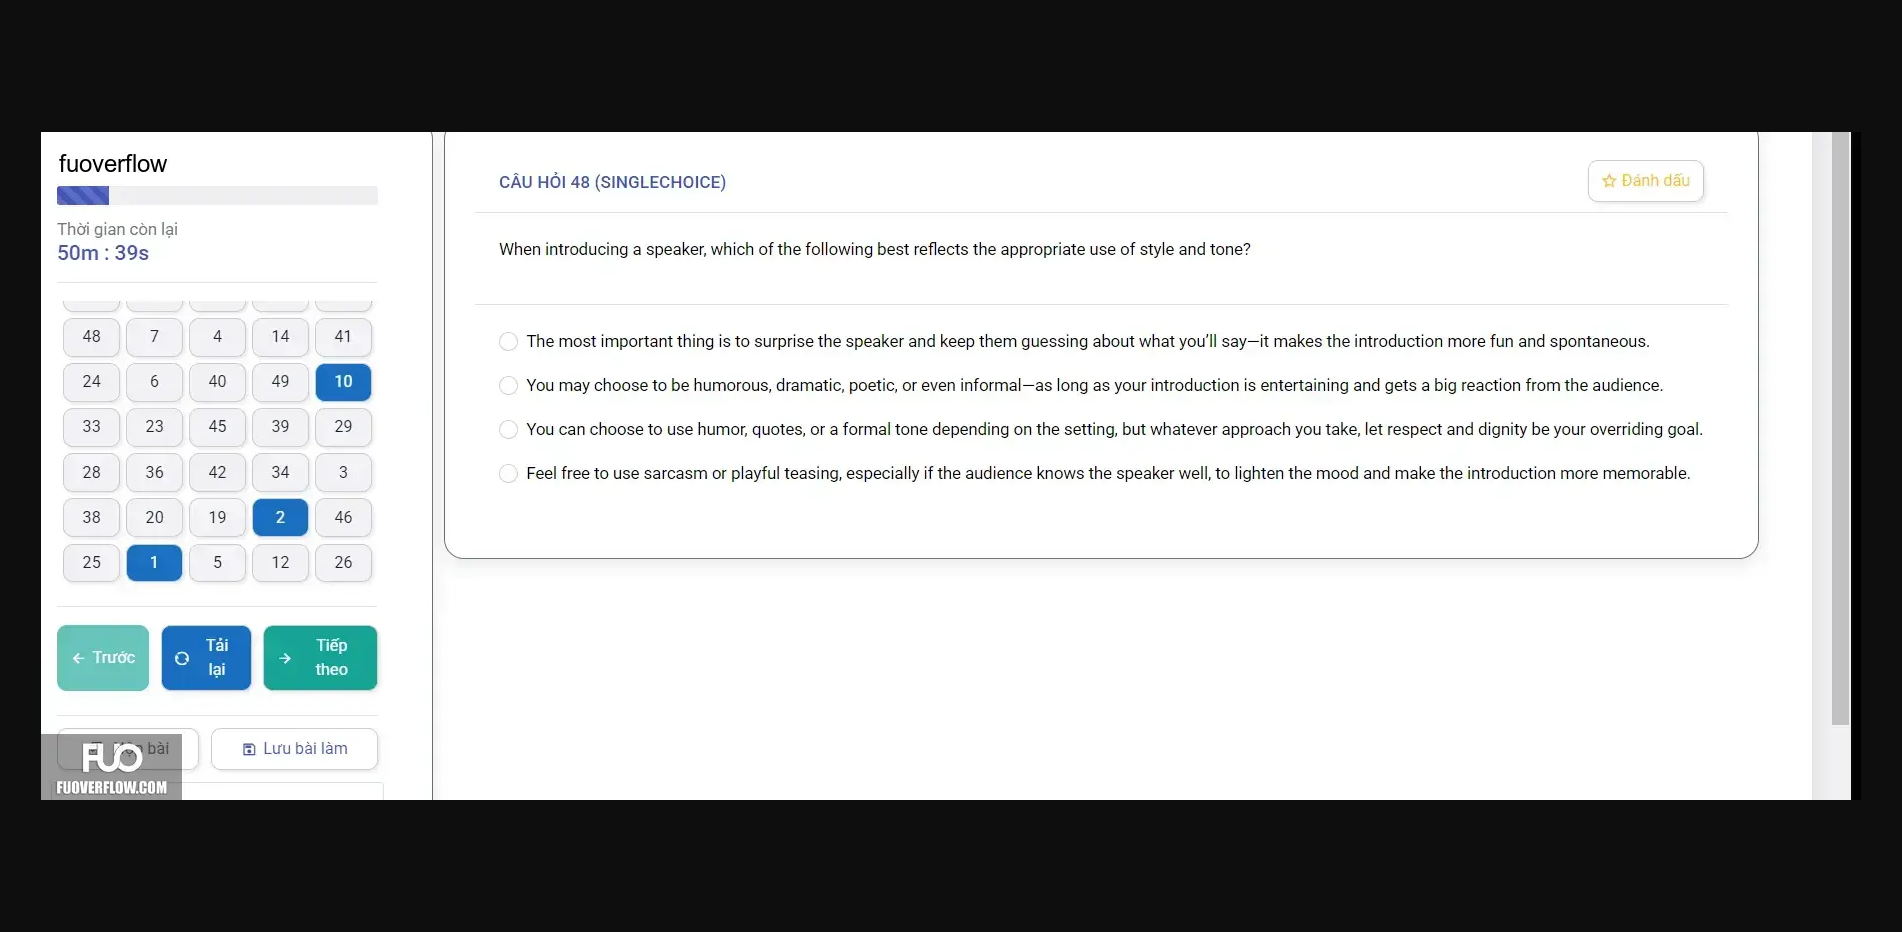 fuoverflow
Thời gian còn lại
50m : 39s
48 7 4 14 41
24 6 40 49 10
33 23 45 39 29
28 36 42 34 3
38 20 19 2 46
25 1 5 12 26
Trước
Tải lại
Tiếp theo
bài
Lưu bài làm
FUO
FUOVERFLOW.COM
CÂU HỎI 48 (SINGLECHOICE)
Đánh dấu
When introducing a speaker, which of the following best reflects the appropriate use of style and tone?
The most important thing is to surprise the speaker and keep them guessing about what you'll say—it makes the introduction more fun and spontaneous.
You may choose to be humorous, dramatic, poetic, or even informal—as long as your introduction is entertaining and gets a big reaction from the audience.
You can choose to use humor, quotes, or a formal tone depending on the setting, but whatever approach you take, let respect and dignity be your overriding goal.
Feel free to use sarcasm or playful teasing, especially if the audience knows the speaker well, to lighten the mood and make the introduction more memorable.